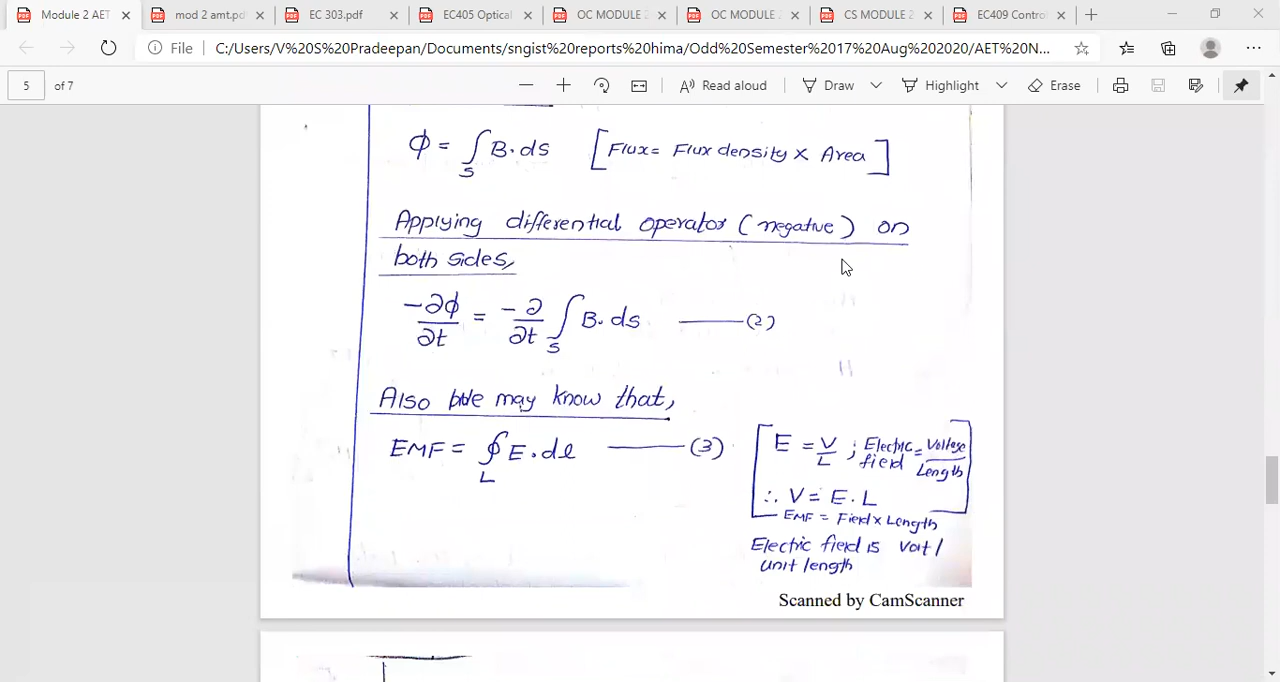 Module 2 AET
mod 2 amt.pdf
EC 303.pdf
EC405 Optical
OC MODULE 2
OC MODULE
CS MODULE 2
EC409 Contro
File
C:/Users/V%20S%20Pradeepan/Documents/sngist%20reports%20hima/Odd%20Semester%2017%20Aug%202020/AET%20N...
5 of 7
Read aloud
Draw
Highlight
Erase
Φ = ∫S B. ds [Flux = Flux density × Area]
Applying differential operator (negative) on
both sides,
-∂ϕ/∂t = -∂/∂t ∫S B. ds ——— (2)
Also we may know that,
EMF = ∮L E. dl ——— (3)
[E = V/L ; Electric field = Voltage/Length
∴ V = E. L]
EMF = Field × Length
Electric field is Volt /
unit length
Scanned by CamScanner